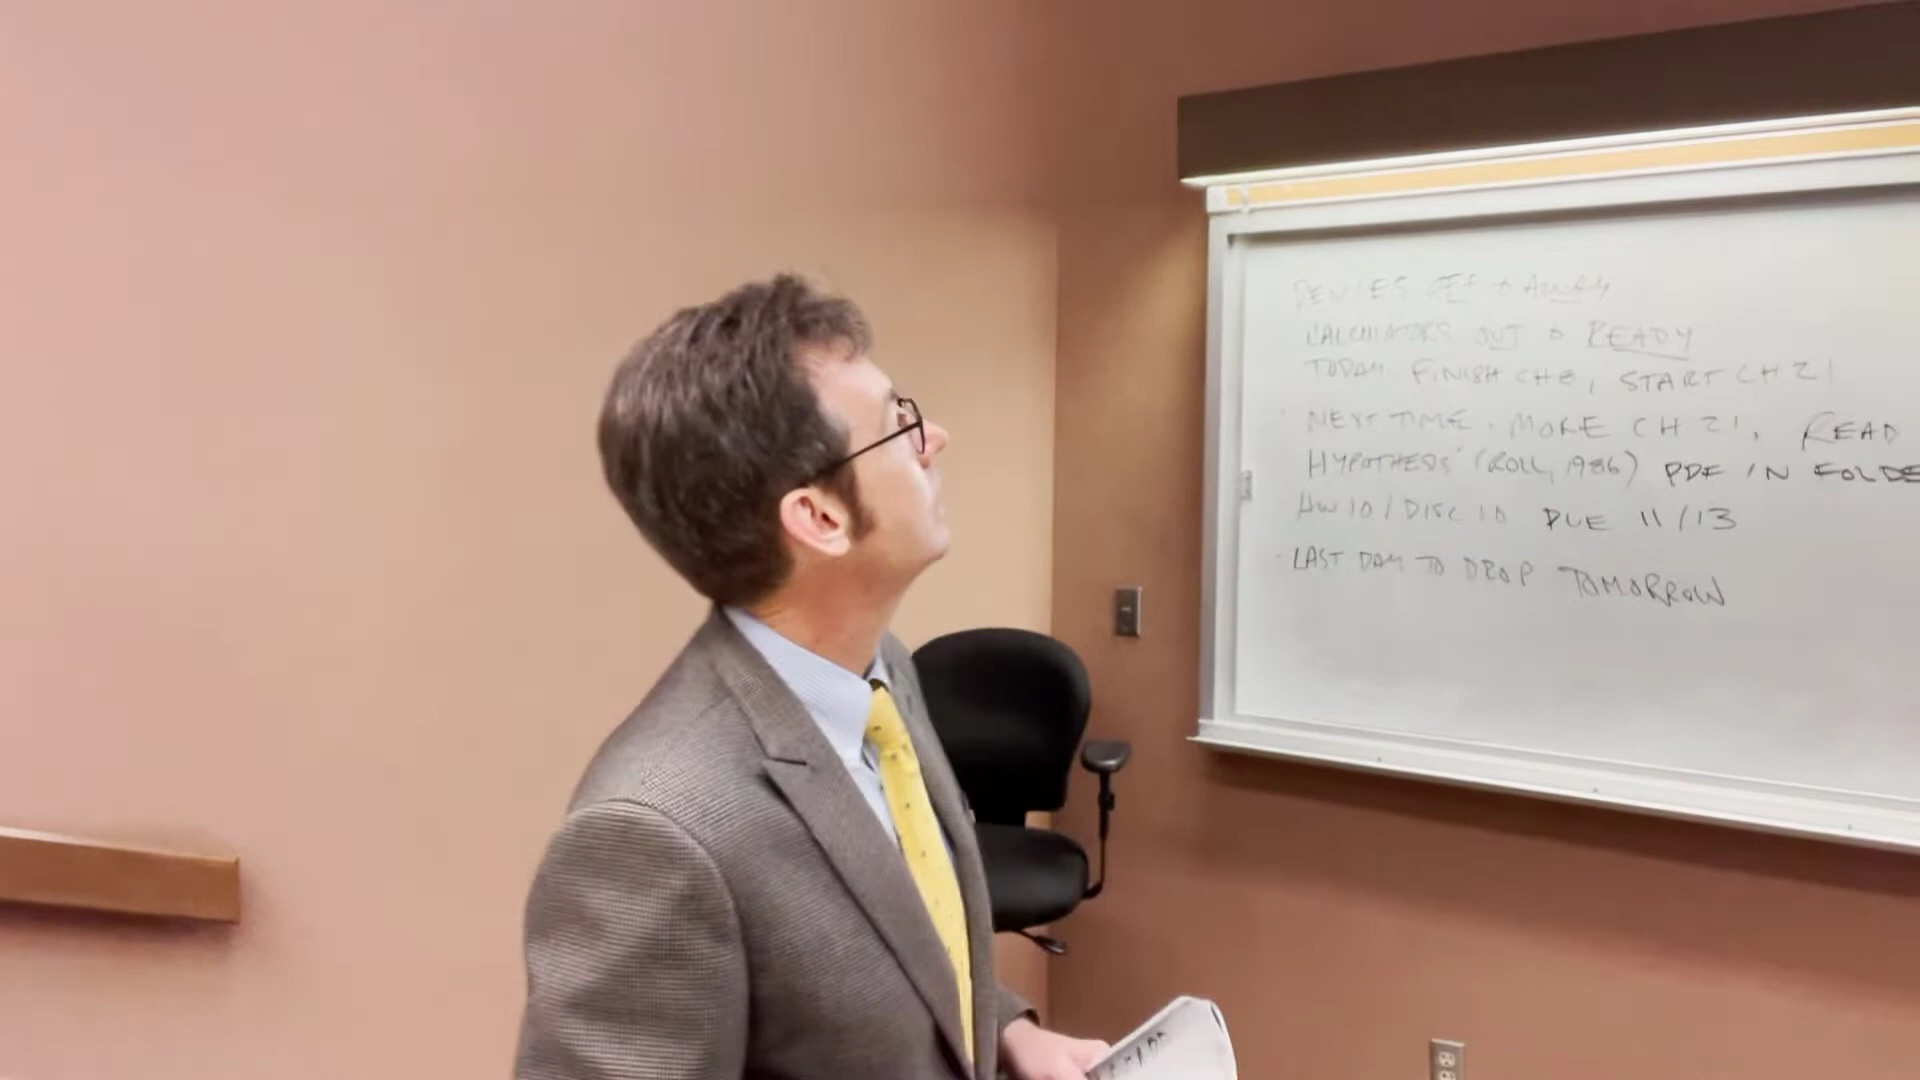 DEVICES OFF & AWAY
CALCULATORS OUT & READY
TODAY FINISH CH 8, START CH 21
NEXT TIME. MORE CH 21, READ
HYPOTHESIS' (ROLL, 1986) PDF IN FOLDE
HW 10 / DISC 10 DUE 11/13
LAST DAY TO DROP TOMORROW